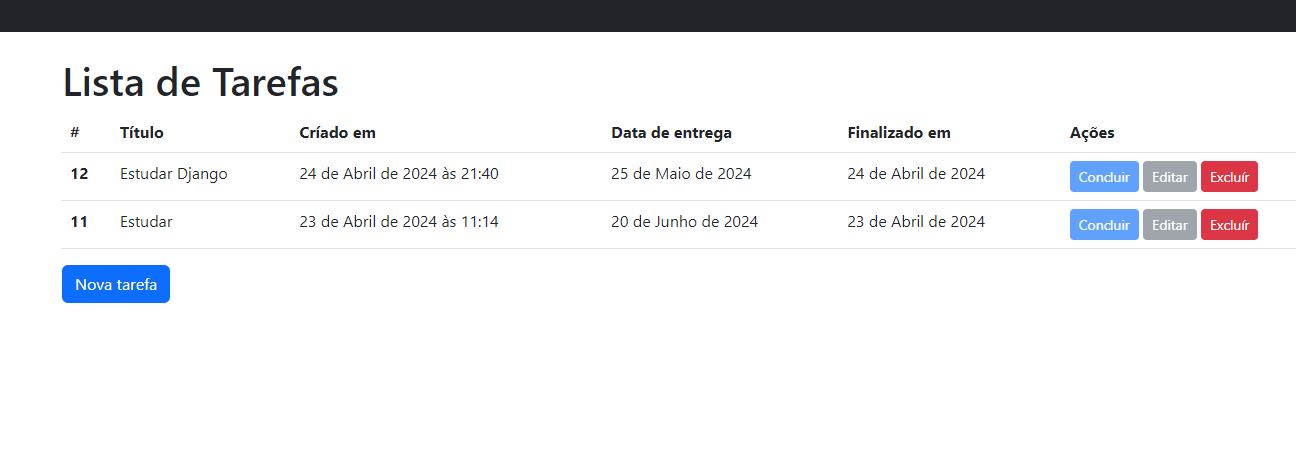 Lista de Tarefas
# Título Críado em Data de entrega Finalizado em Ações
12 Estudar Django 24 de Abril de 2024 às 21:40 25 de Maio de 2024 24 de Abril de 2024 Concluir Editar Excluír
11 Estudar 23 de Abril de 2024 às 11:14 20 de Junho de 2024 23 de Abril de 2024 Concluir Editar Excluír
Nova tarefa